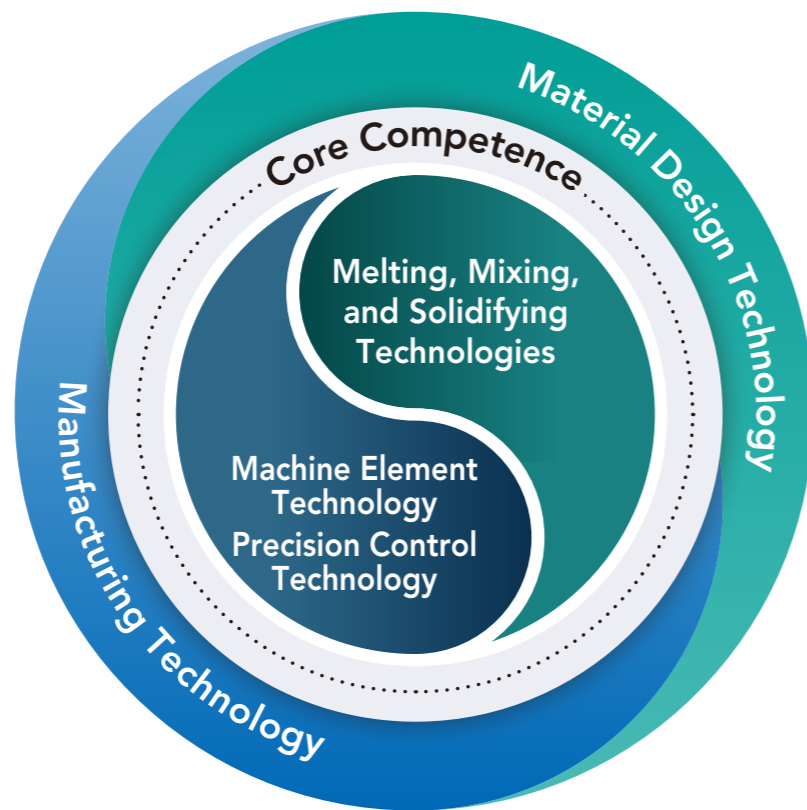 Material Design Technology
Core Competence
Melting, Mixing,
and Solidifying
Technologies
Machine Element
Technology
Precision Control
Technology
Manufacturing Technology